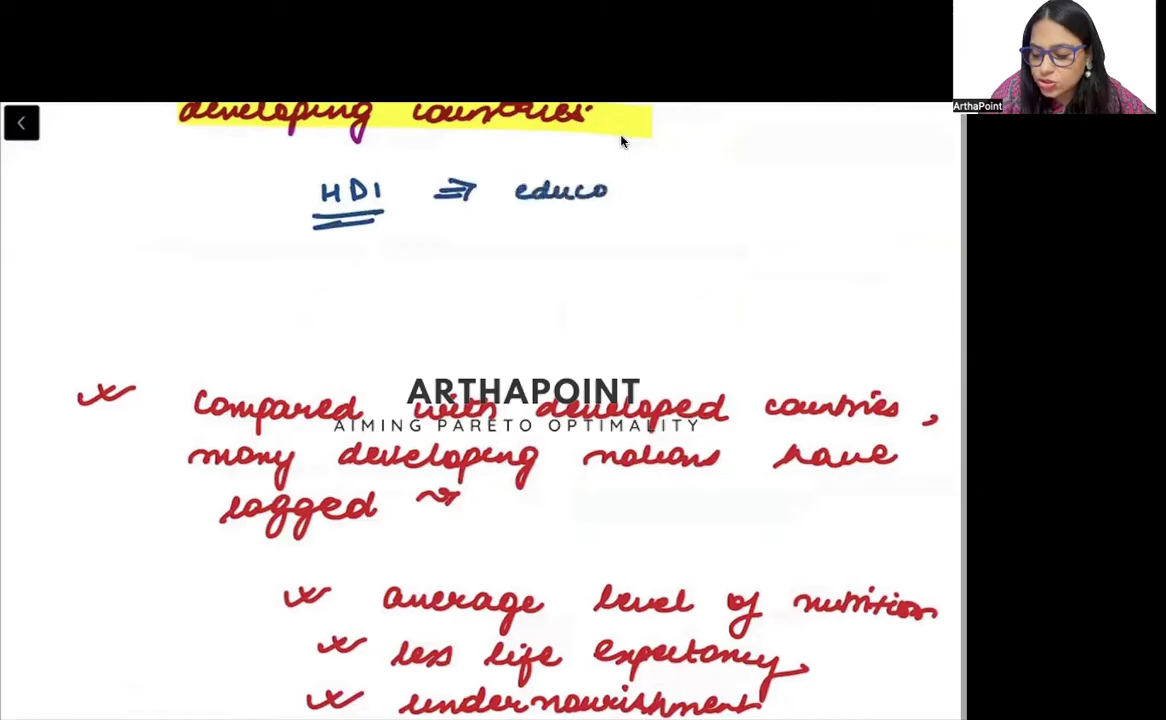 ArthaPoint
developing countries.
HDI ⇒ educa
ARTHAPOINT
compared with developed countries,
AIMING PARETO OPTIMALITY
many developing nations have
lagged
average level of nutrition
less life expectancy
undernourishment